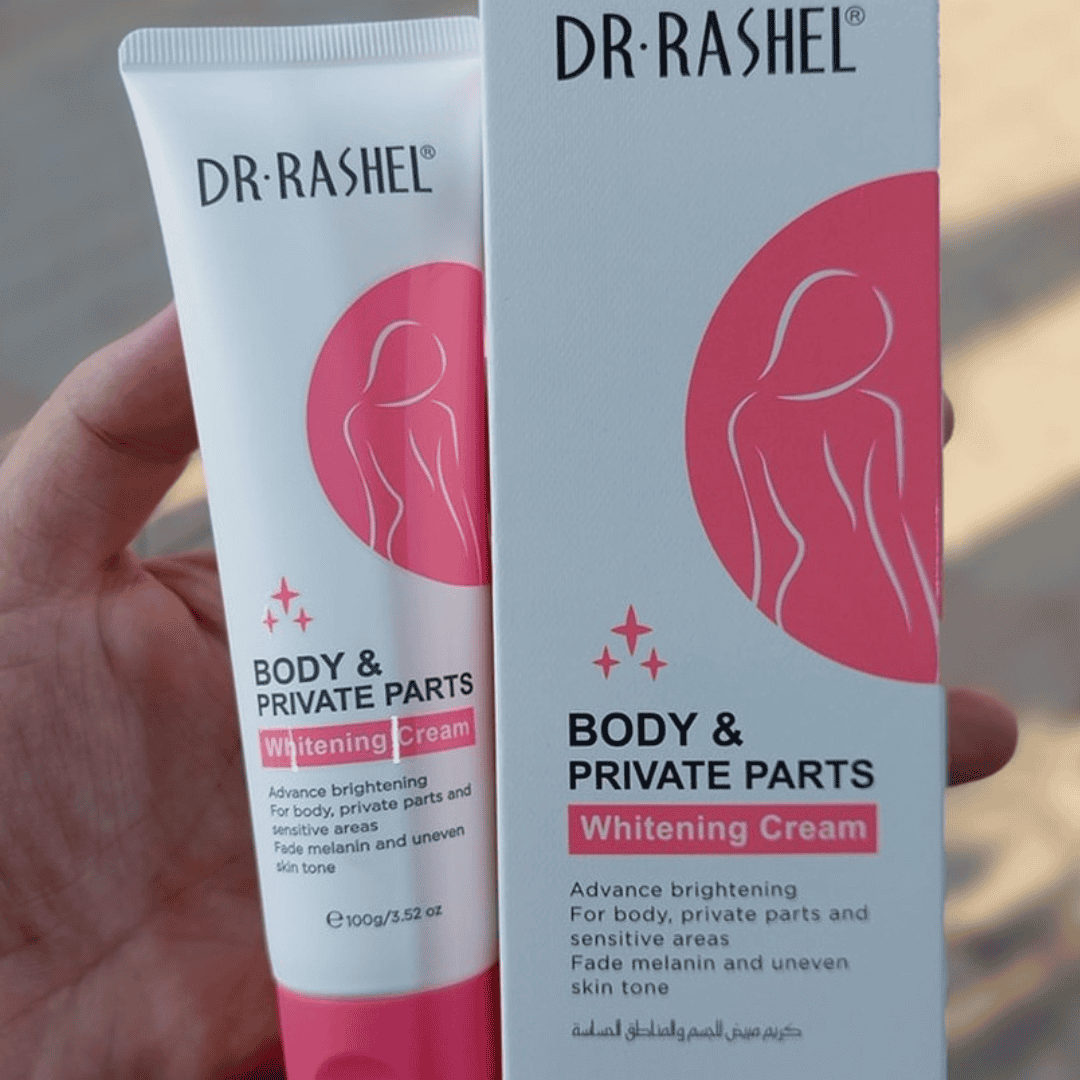 DR·RASHEL®
BODY &
PRIVATE PARTS
Whitening Cream
Advance brightening
For body, private parts and
sensitive areas
Fade melanin and uneven
skin tone
℮100g/3.52 oz
DR·RASHEL®
BODY &
PRIVATE PARTS
Whitening Cream
Advance brightening
For body, private parts and
sensitive areas
Fade melanin and uneven
skin tone
كريم مبيض للجسم والمناطق الحساسة